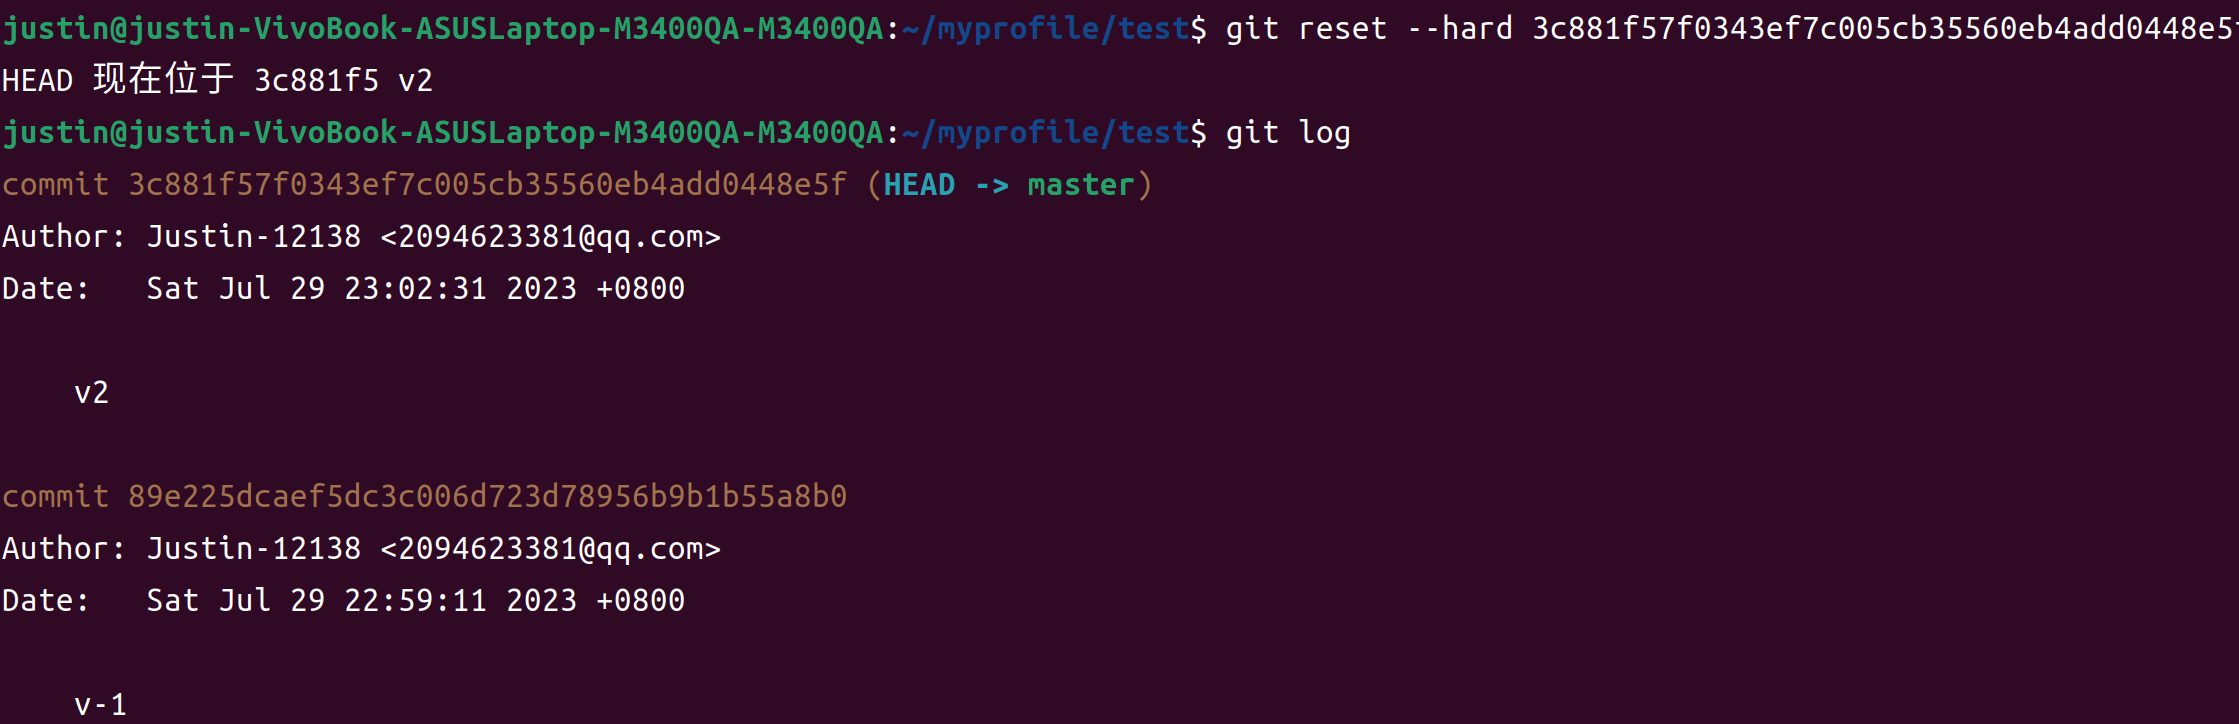 justin@justin-VivoBook-ASUSLaptop-M3400QA-M3400QA:~/myprofile/test$ git reset --hard 3c881f57f0343ef7c005cb35560eb4add0448e5f
HEAD 现在位于 3c881f5 v2
justin@justin-VivoBook-ASUSLaptop-M3400QA-M3400QA:~/myprofile/test$ git log
commit 3c881f57f0343ef7c005cb35560eb4add0448e5f (HEAD -> master)
Author: Justin-12138 <2094623381@qq.com>
Date:   Sat Jul 29 23:02:31 2023 +0800
    v2
commit 89e225dcaef5dc3c006d723d78956b9b1b55a8b0
Author: Justin-12138 <2094623381@qq.com>
Date:   Sat Jul 29 22:59:11 2023 +0800
    v-1